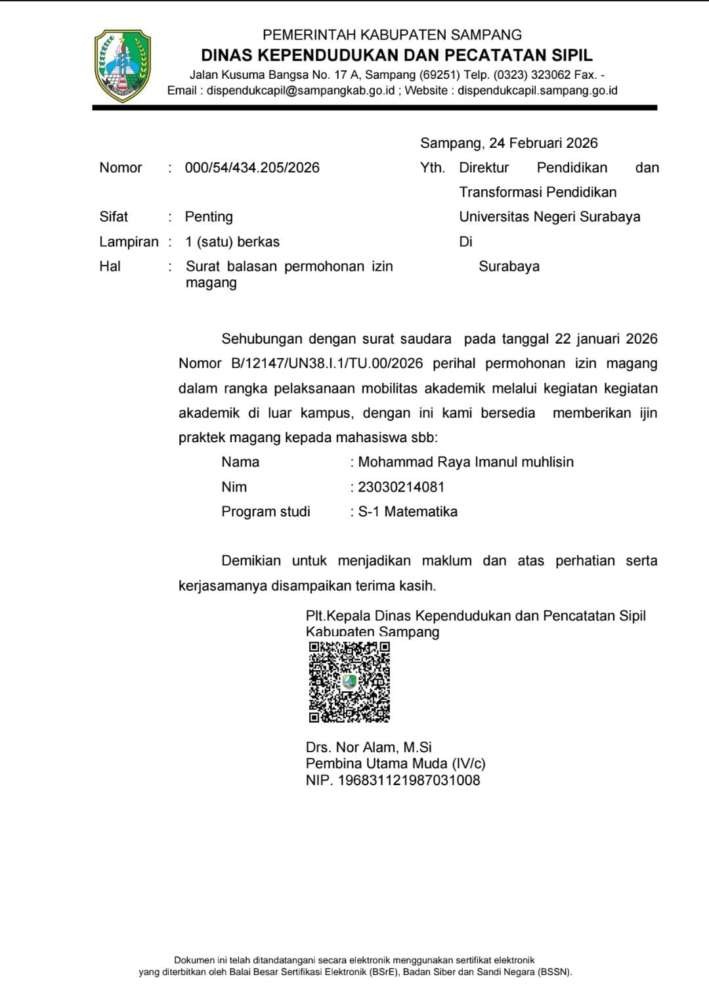 PEMERINTAH KABUPATEN SAMPANG
DINAS KEPENDUDUKAN DAN PECATATAN SIPIL
Jalan Kusuma Bangsa No. 17 A, Sampang (69251) Telp. (0323) 323062 Fax. -
Email : dispendukcapil@sampangkab.go.id ; Website : dispendukcapil.sampang.go.id
Sampang, 24 Februari 2026
Nomor : 000/54/434.205/2026
Yth. Direktur Pendidikan dan
Transformasi Pendidikan
Sifat : Penting
Universitas Negeri Surabaya
Lampiran : 1 (satu) berkas
Di
Hal : Surat balasan permohonan izin
magang
Surabaya
Sehubungan dengan surat saudara pada tanggal 22 januari 2026
Nomor B/12147/UN38.I.1/TU.00/2026 perihal permohonan izin magang
dalam rangka pelaksanaan mobilitas akademik melalui kegiatan kegiatan
akademik di luar kampus, dengan ini kami bersedia memberikan ijin
praktek magang kepada mahasiswa sbb:
Nama : Mohammad Raya Imanul muhlisin
Nim : 23030214081
Program studi : S-1 Matematika
Demikian untuk menjadikan maklum dan atas perhatian serta
kerjasamanya disampaikan terima kasih.
Plt.Kepala Dinas Kependudukan dan Pencatatan Sipil
Kabupaten Sampang
Drs. Nor Alam, M.Si
Pembina Utama Muda (IV/c)
NIP. 196831121987031008
Dokumen ini telah ditandatangani secara elektronik menggunakan sertifikat elektronik
yang diterbitkan oleh Balai Besar Sertifikasi Elektronik (BSrE), Badan Siber dan Sandi Negara (BSSN).